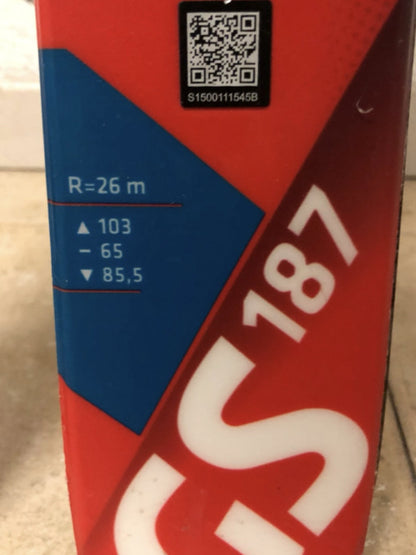 S1500111545B
R=26 m
▲ 103
– 65
▼ 85,5
187
GS